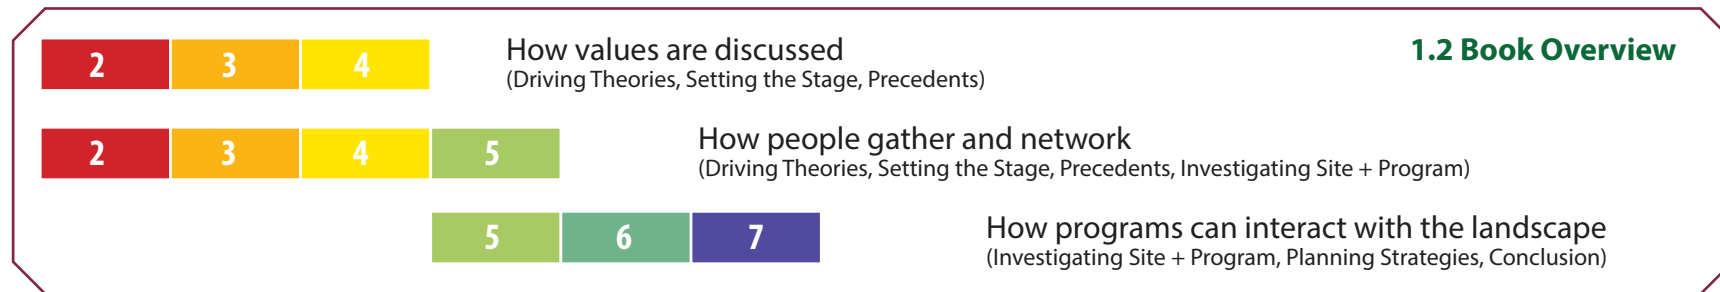 2 3 4
How values are discussed
(Driving Theories, Setting the Stage, Precedents)
1.2 Book Overview
2 3 4 5
How people gather and network
(Driving Theories, Setting the Stage, Precedents, Investigating Site + Program)
5 6 7
How programs can interact with the landscape
(Investigating Site + Program, Planning Strategies, Conclusion)